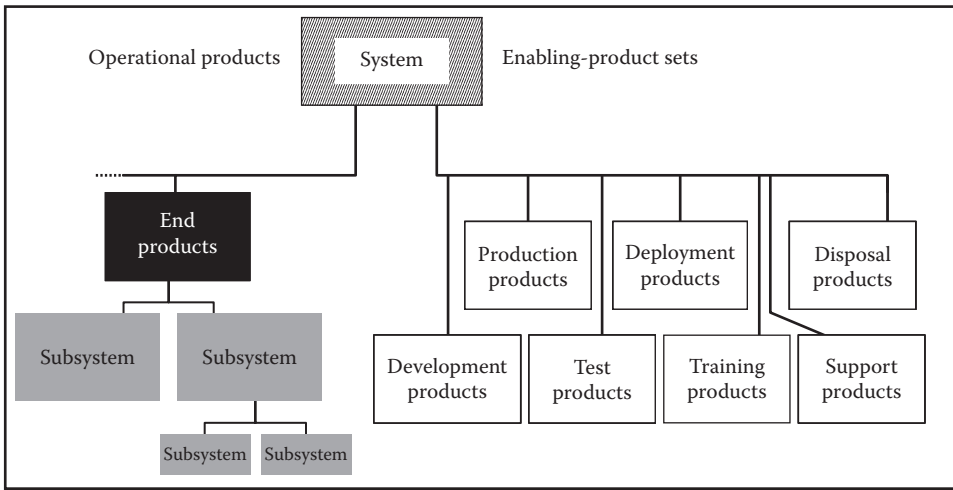 Operational products
System
Enabling-product sets
End
products
Production
products
Deployment
products
Disposal
products
Subsystem
Subsystem
Development
products
Test
products
Training
products
Support
products
Subsystem
Subsystem